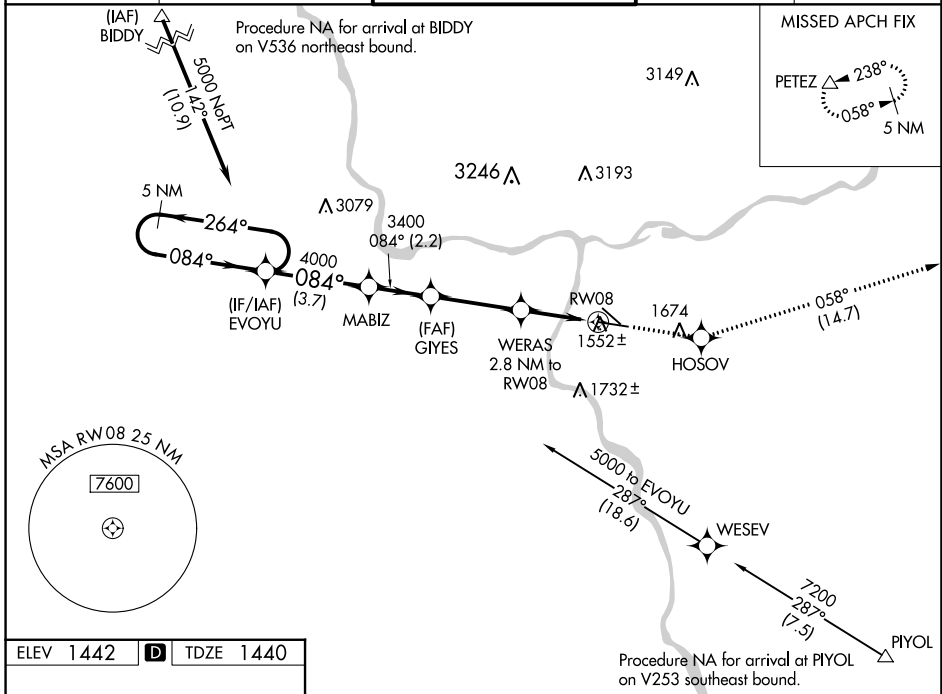 (IAF)
BIDDY
Procedure NA for arrival at BIDDY
on V536 northeast bound.
MISSED APCH FIX
PETEZ
238°
058°
5 NM
5000 NoPT
142°
(10.9)
3149
3246
3193
3079
5 NM
264°
084°
3400
084° (2.2)
4000
084°
(3.7)
(IF/IAF)
EVOYU
MABIZ
(FAF)
GIYES
WERAS
2.8 NM to
RW08
RW08
1552±
1674
HOSOV
058°
(14.7)
1732±
MSA RW08 25 NM
7600
5000 to EVOYU
287°
(18.6)
WESEV
7200
287°
(7.5)
PIYOL
Procedure NA for arrival at PIYOL
on V253 southeast bound.
ELEV 1442 D TDZE 1440